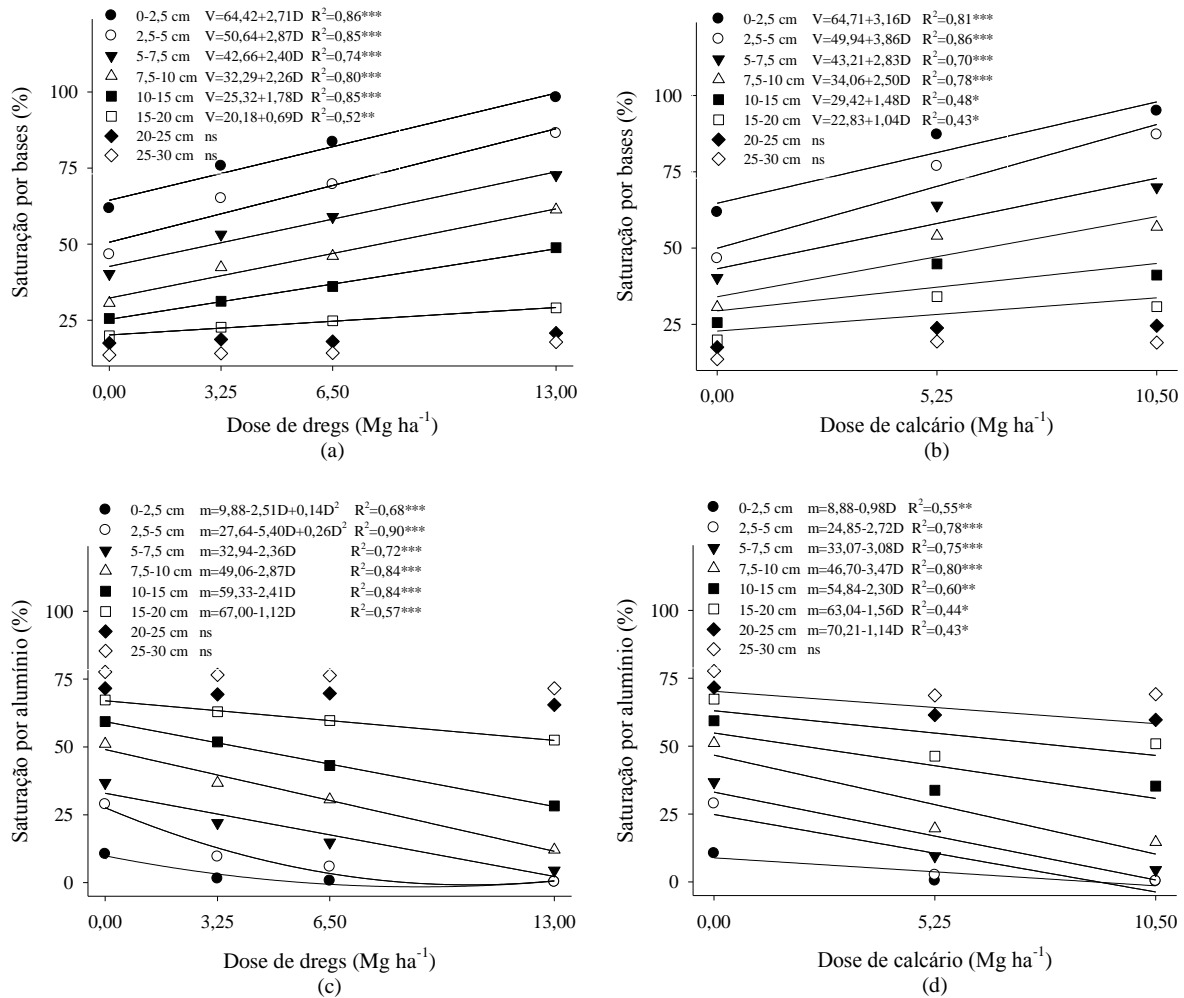 0-2,5 cm V=64,42+2,71D R²=0,86***
2,5-5 cm V=50,64+2,87D R²=0,85***
5-7,5 cm V=42,66+2,40D R²=0,74***
7,5-10 cm V=32,29+2,26D R²=0,80***
10-15 cm V=25,32+1,78D R²=0,85***
15-20 cm V=20,18+0,69D R²=0,52**
20-25 cm ns
25-30 cm ns
Saturação por bases (%)
100
75
50
25
0,00 3,25 6,50 13,00
Dose de dregs (Mg ha⁻¹)
(a)
0-2,5 cm V=64,71+3,16D R²=0,81***
2,5-5 cm V=49,94+3,86D R²=0,86***
5-7,5 cm V=43,21+2,83D R²=0,70***
7,5-10 cm V=34,06+2,50D R²=0,78***
10-15 cm V=29,42+1,48D R²=0,48*
15-20 cm V=22,83+1,04D R²=0,43*
20-25 cm ns
25-30 cm ns
Saturação por bases (%)
100
75
50
25
0,00 5,25 10,50
Dose de calcário (Mg ha⁻¹)
(b)
0-2,5 cm m=9,88-2,51D+0,14D² R²=0,68***
2,5-5 cm m=27,64-5,40D+0,26D² R²=0,90***
5-7,5 cm m=32,94-2,36D R²=0,72***
7,5-10 cm m=49,06-2,87D R²=0,84***
10-15 cm m=59,33-2,41D R²=0,84***
15-20 cm m=67,00-1,12D R²=0,57***
20-25 cm ns
25-30 cm ns
Saturação por alumínio (%)
100
75
50
25
0
0,00 3,25 6,50 13,00
Dose de dregs (Mg ha⁻¹)
(c)
0-2,5 cm m=8,88-0,98D R²=0,55**
2,5-5 cm m=24,85-2,72D R²=0,78***
5-7,5 cm m=33,07-3,08D R²=0,75***
7,5-10 cm m=46,70-3,47D R²=0,80***
10-15 cm m=54,84-2,30D R²=0,60**
15-20 cm m=63,04-1,56D R²=0,44*
20-25 cm m=70,21-1,14D R²=0,43*
25-30 cm ns
Saturação por alumínio (%)
100
75
50
25
0
0,00 5,25 10,50
Dose de calcário (Mg ha⁻¹)
(d)